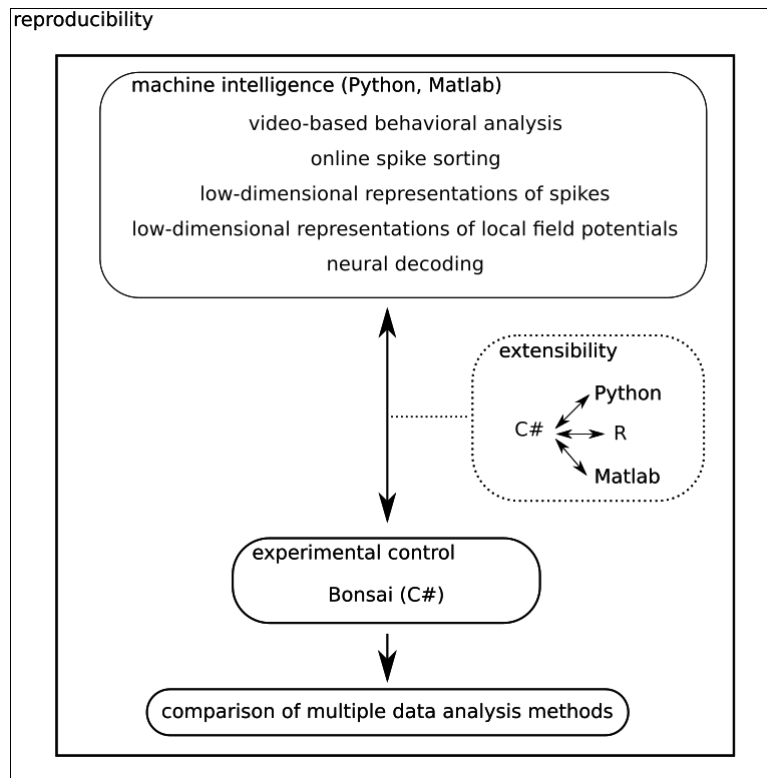 reproducibility
machine intelligence (Python, Matlab)
video-based behavioral analysis
online spike sorting
low-dimensional representations of spikes
low-dimensional representations of local field potentials
neural decoding
extensibility
Python
C#
R
Matlab
experimental control
Bonsai (C#)
comparison of multiple data analysis methods